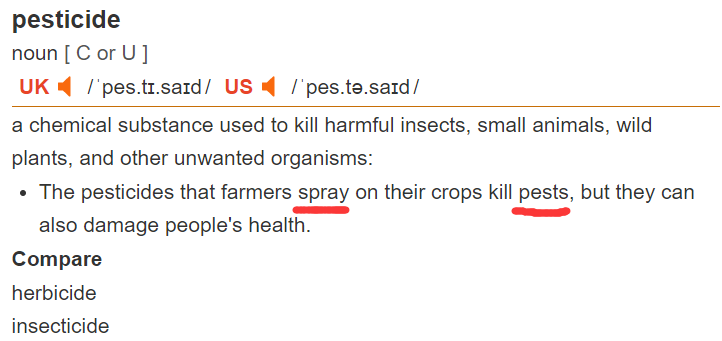 pesticide
noun [ C or U ]
UK /ˈpes.tɪ.saɪd/ US /ˈpes.tə.saɪd/
a chemical substance used to kill harmful insects, small animals, wild
plants, and other unwanted organisms:
• The pesticides that farmers spray on their crops kill pests, but they can
also damage people's health.
Compare
herbicide
insecticide